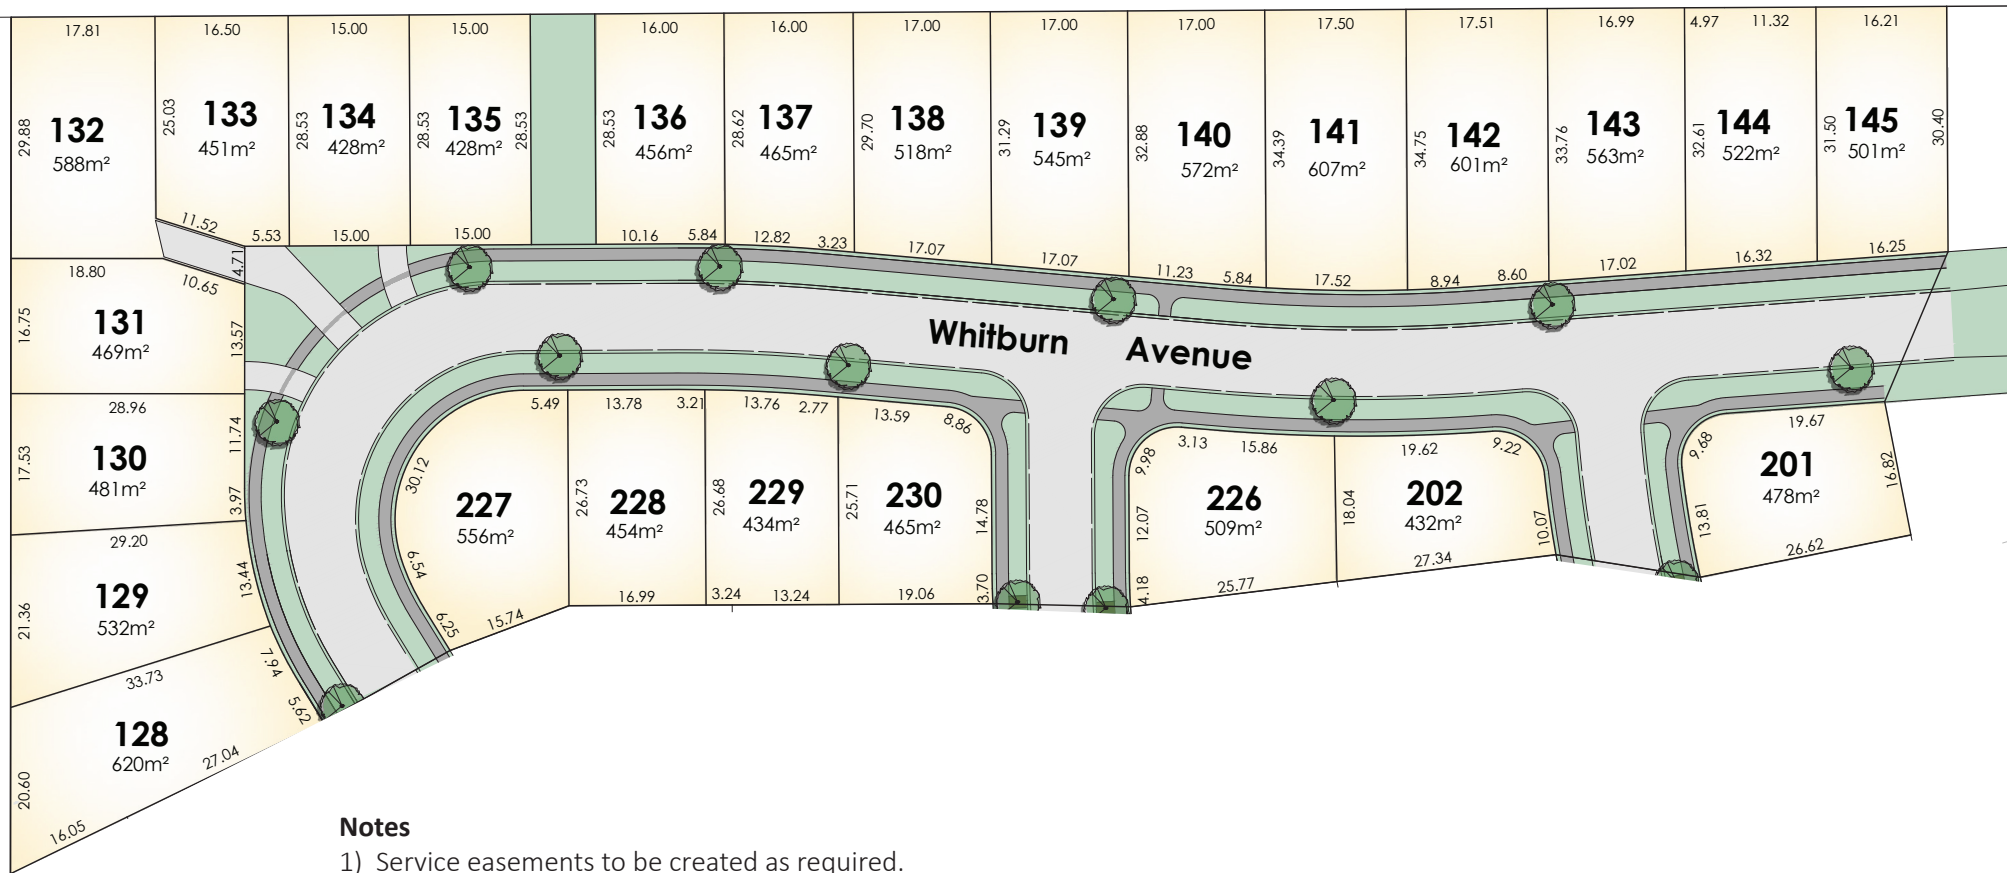 17.81 16.50 15.00 15.00 16.00 16.00 17.00 17.00 17.00 17.50 17.51 16.99 4.97 11.32 16.21
29.88 132 588m²
25.03 133 451m²
28.53 134 428m²
28.53 135 428m² 28.53
28.53 136 456m²
28.62 137 465m²
29.70 138 518m²
31.29 139 545m²
32.88 140 572m²
34.39 141 607m²
34.75 142 601m²
33.76 143 563m²
32.61 144 522m²
31.50 145 501m² 30.40
11.52 5.53 15.00 15.00 10.16 5.84 12.82 3.23 17.07 17.07 11.23 5.84 17.52 8.94 8.60 17.02 16.32 16.25
4.71
18.80 10.65
16.75 131 469m² 13.57
Whitburn Avenue
28.96
17.53 130 481m² 11.74 3.97
29.20
21.36 129 532m² 13.44
33.73 7.94
20.60 128 620m² 5.62
27.04
16.05
5.49 13.78 3.21 13.76 2.77 13.59 8.86
30.12 227 556m² 6.54 6.25 15.74
26.73 228 454m² 16.99
26.68 229 434m² 3.24 13.24
25.71 230 465m² 14.78 3.70 19.06
3.13 15.86 19.62 9.22
9.98 12.07 4.18 226 509m² 25.77
18.04 202 432m² 10.07 27.34
19.67
9.68 13.81 201 478m² 16.82 26.62
Notes
1) Service easements to be created as required.